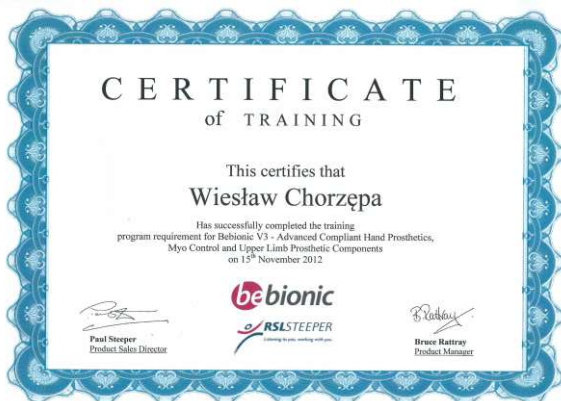 CERTIFICATE
of TRAINING
This certifies that
Wiesław Chorzępa
Has successfully completed the training
program requirement for Bebionic V3 - Advanced Compliant Hand Prosthetics,
Myo Control and Upper Limb Prosthetic Components
on 15th November 2012
bebionic
RSLSTEEPER
Listening to you, working with you.
Paul Steeper
Product Sales Director
B Rattray
Bruce Rattray
Product Manager